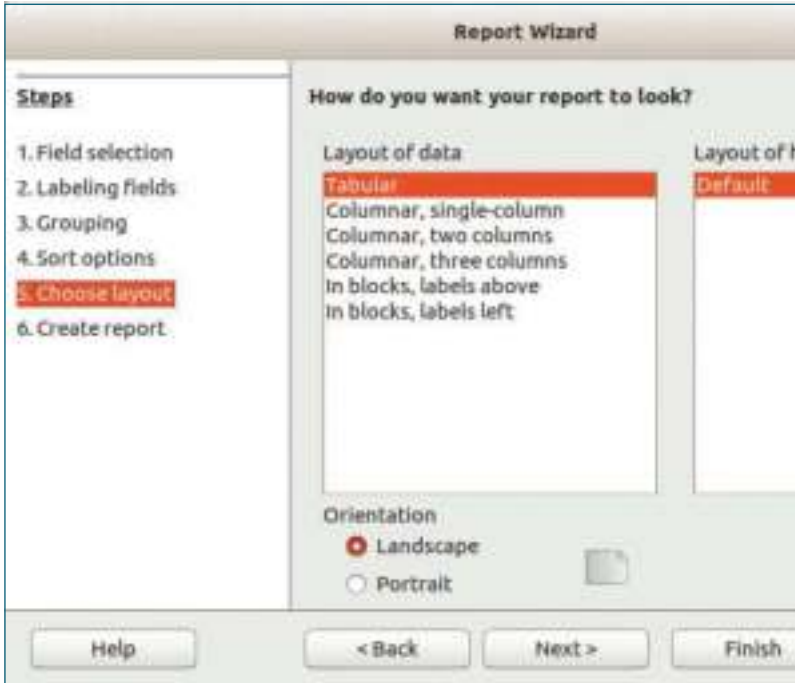 Report Wizard
Steps
1. Field selection
2. Labeling fields
3. Grouping
4. Sort options
5. Choose layout
6. Create report
How do you want your report to look?
Layout of data
Tabular
Columnar, single-column
Columnar, two columns
Columnar, three columns
In blocks, labels above
In blocks, labels left
Layout of
Default
Orientation
Landscape
Portrait
Help
< Back
Next >
Finish